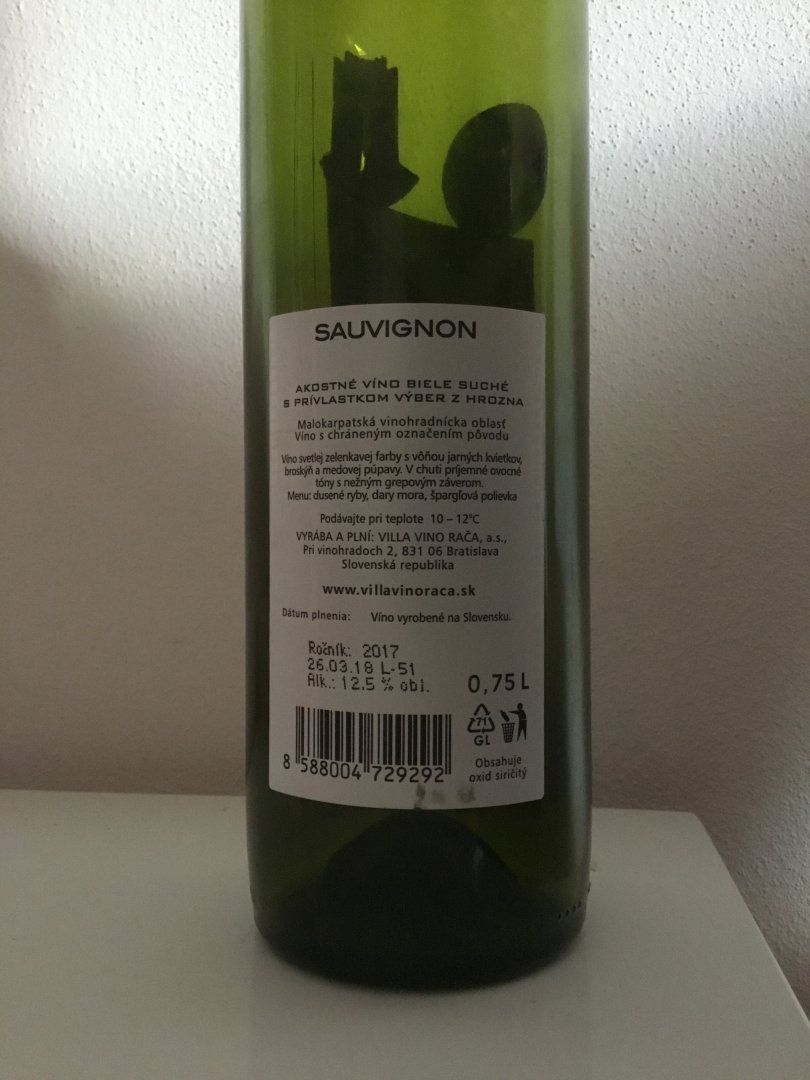 SAUVIGNON
AKOSTNÉ VÍNO BIELE SUCHÉ
S PRÍVLASTKOM VÝBER Z HROZNA
Malokarpatská vinohradnícka oblasť
Víno s chráneným označením pôvodu
Víno svetlej zelenkavej farby s vôňou jarných kvietkov,
broskýň a medovej púpavy. V chuti príjemné ovocné
tóny s nežným grepovým záverom.
Menu: dusené ryby, dary mora, špargľová polievka
Podávajte pri teplote 10 – 12°C
VYRÁBA A PLNÍ: VILLA VINO RAČA, a.s.,
Pri vinohradoch 2, 831 06 Bratislava
Slovenská republika
www.villavinoraca.sk
Dátum plnenia: Víno vyrobené na Slovensku.
Ročník: 2017
26.03.18 L-51
Alk.: 12.5 % obj.
0,75 L
71
GL
8 588004 729292
Obsahuje
oxid siričitý